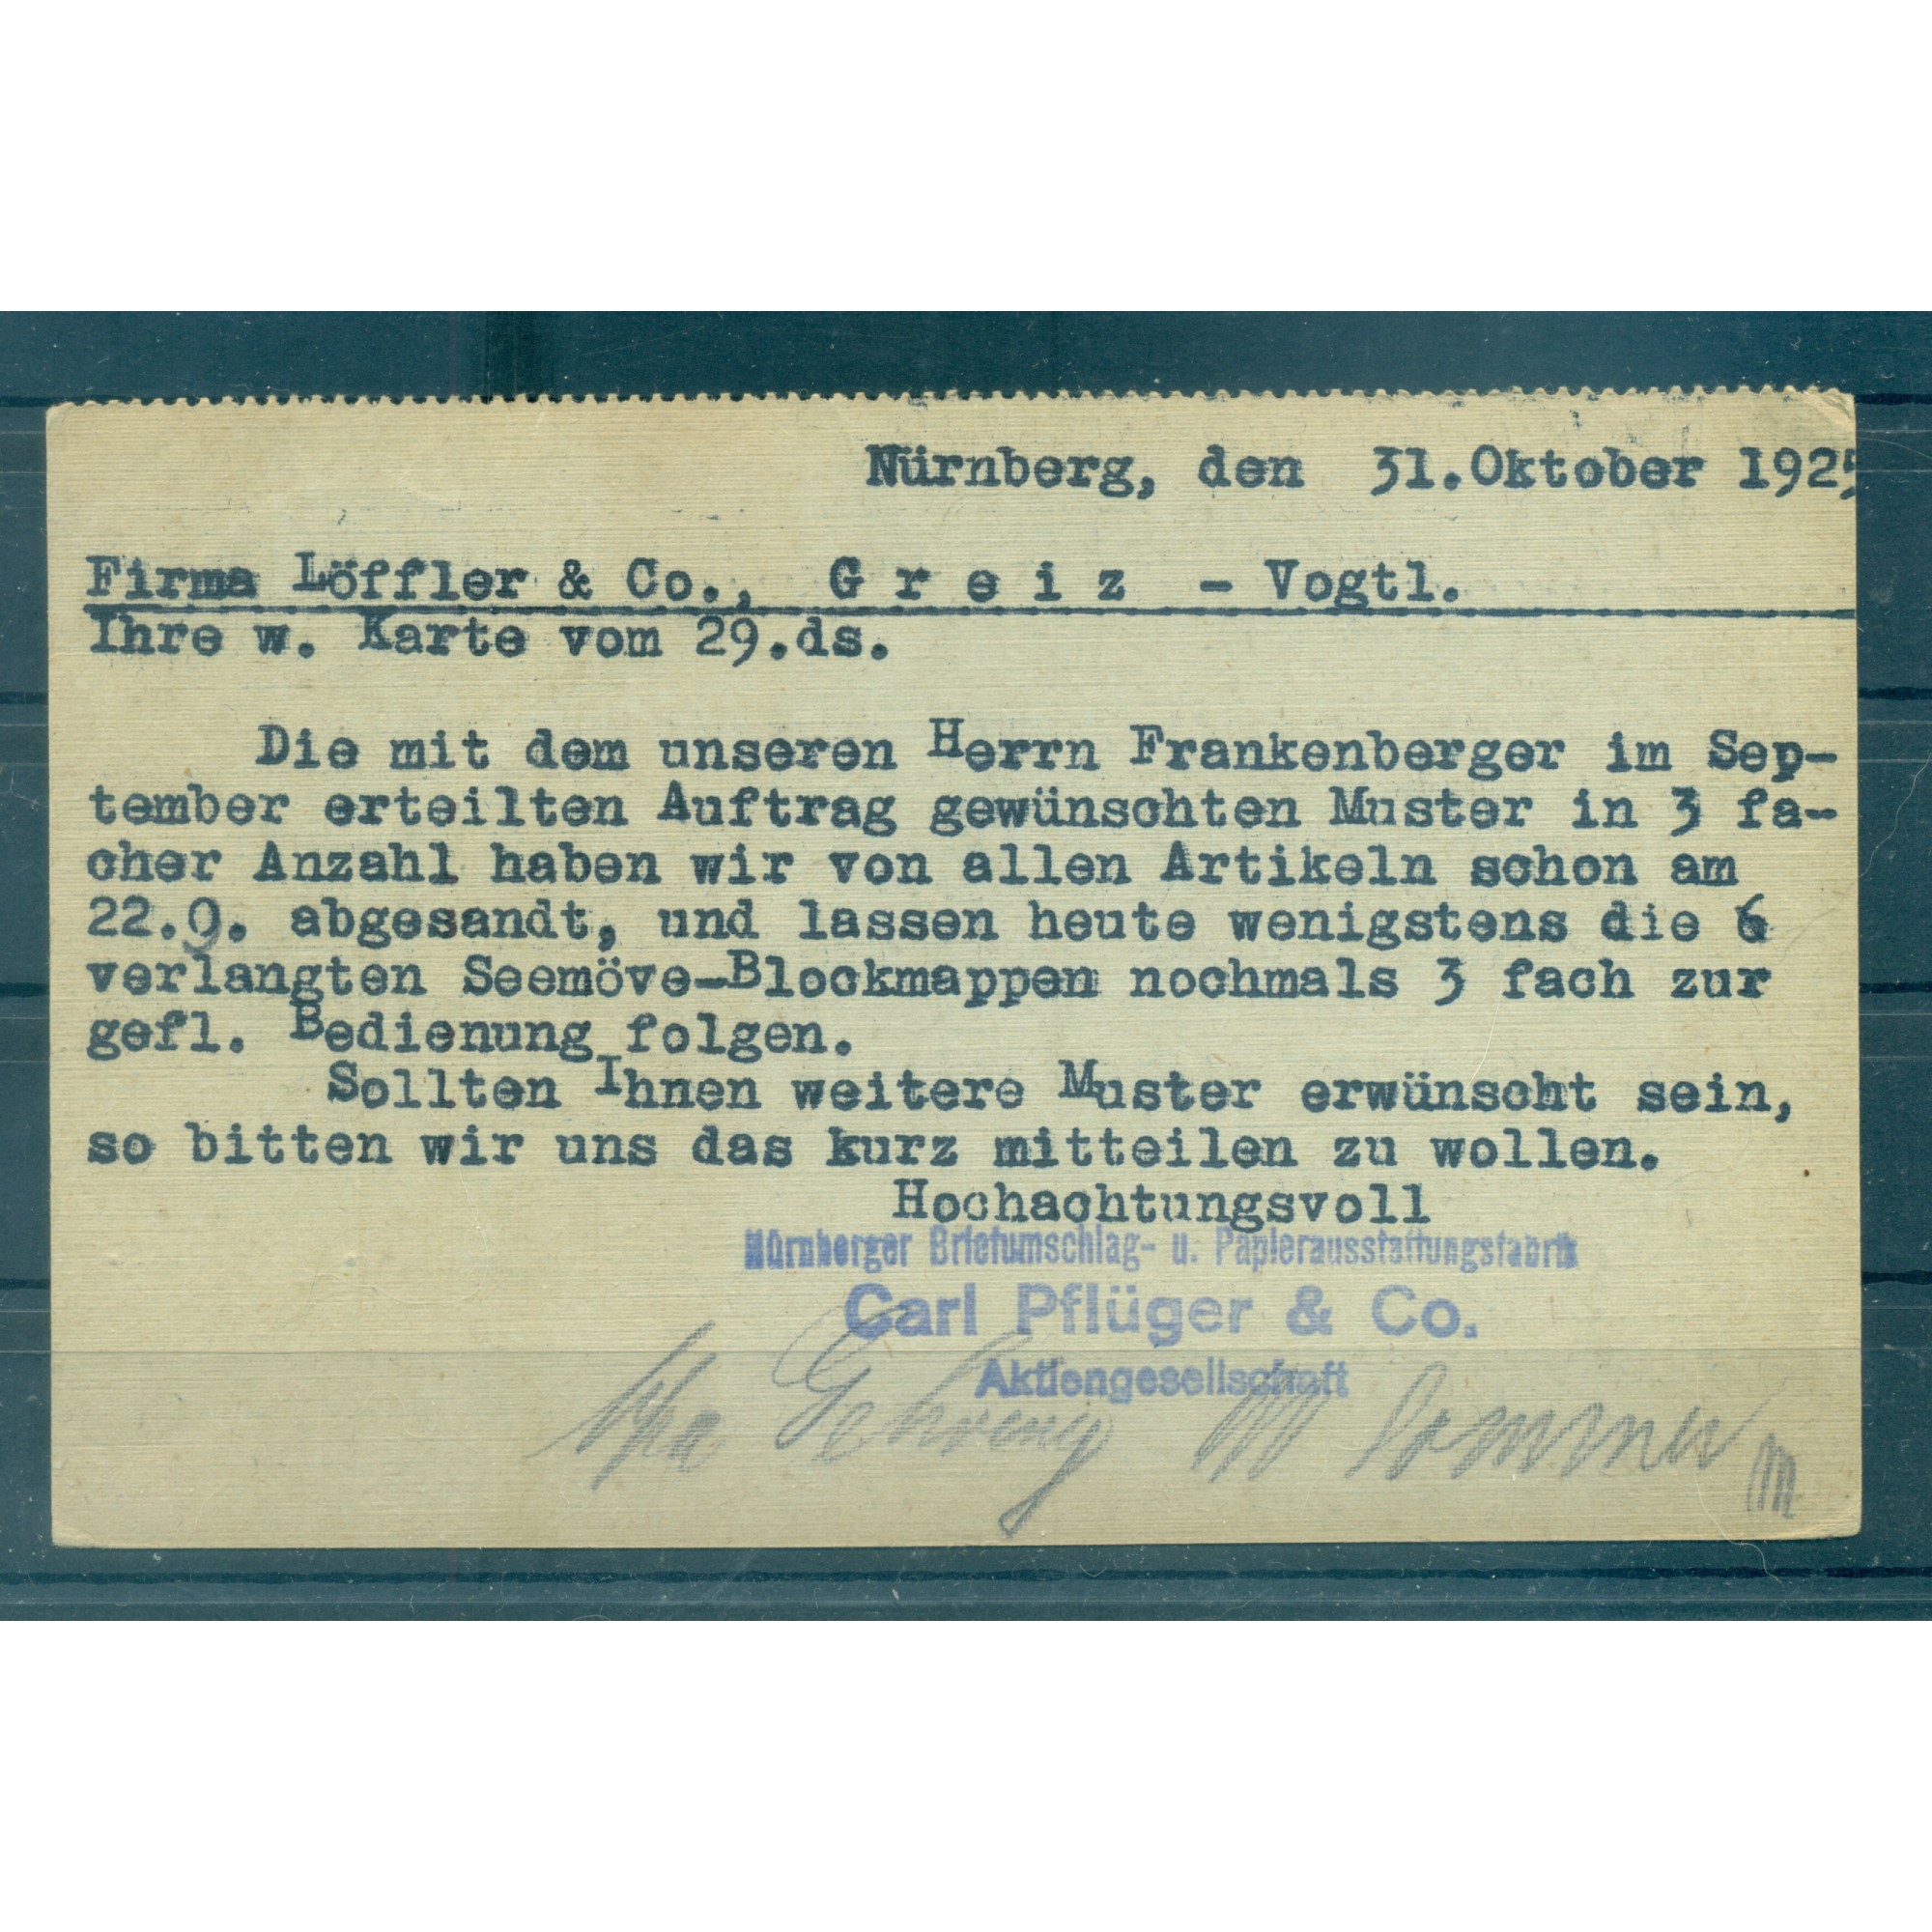 Nürnberg, den 31.Oktober 1925
Firma Löffler & Co., G r e i z - Vogtl.
Ihre w. Karte vom 29.ds.
Die mit dem unseren Herrn Frankenberger im Sep-
tember erteilten Auftrag gewünschten Muster in 3 fa-
cher Anzahl haben wir von allen Artikeln schon am
22.9. abgesandt, und lassen heute wenigstens die 6
verlangten Seemöve-Blockmappen nochmals 3 fach zur
gefl. Bedienung folgen.
Sollten Ihnen weitere Muster erwünscht sein,
so bitten wir uns das kurz mitteilen zu wollen.
Hochachtungsvoll
Nürnberger Briefumschlag- u. Papierausstattungsfabrik
Carl Pflüger & Co.
Aktiengesellschaft
ppa Gehring Sommer